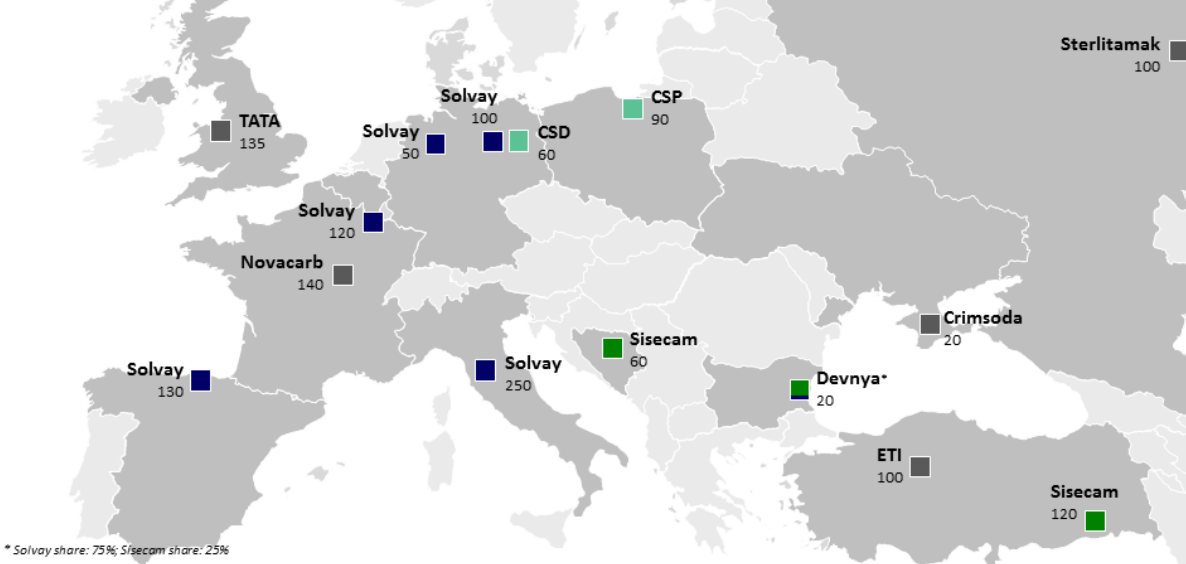 Sterlitamak
100
Solvay
100
CSP
90
TATA
135
Solvay
50
CSD
60
Solvay
120
Novacarb
140
Crimsoda
20
Sisecam
60
Solvay
130
Solvay
250
Devnya*
20
ETI
100
Sisecam
120
* Solvay share: 75%; Sisecam share: 25%